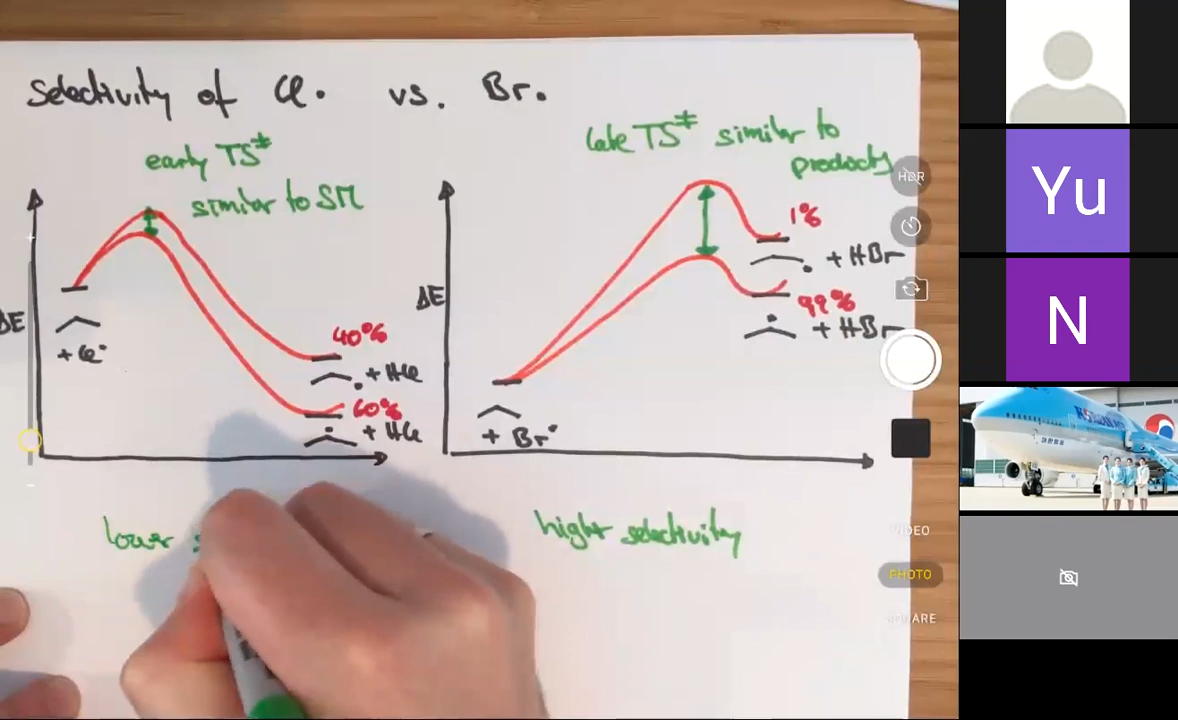 Selectivity of Cl. vs. Br.
early TS‡
similar to SM
late TS‡ similar to
products
ΔE
+ Cl·
40%
+ HCl
60%
+ HCl
ΔE
+ Br·
1%
+ HBr
99%
+ HBr
lower s
hight selectivity
HDR
VIDEO
PHOTO
SQUARE
Yu
N